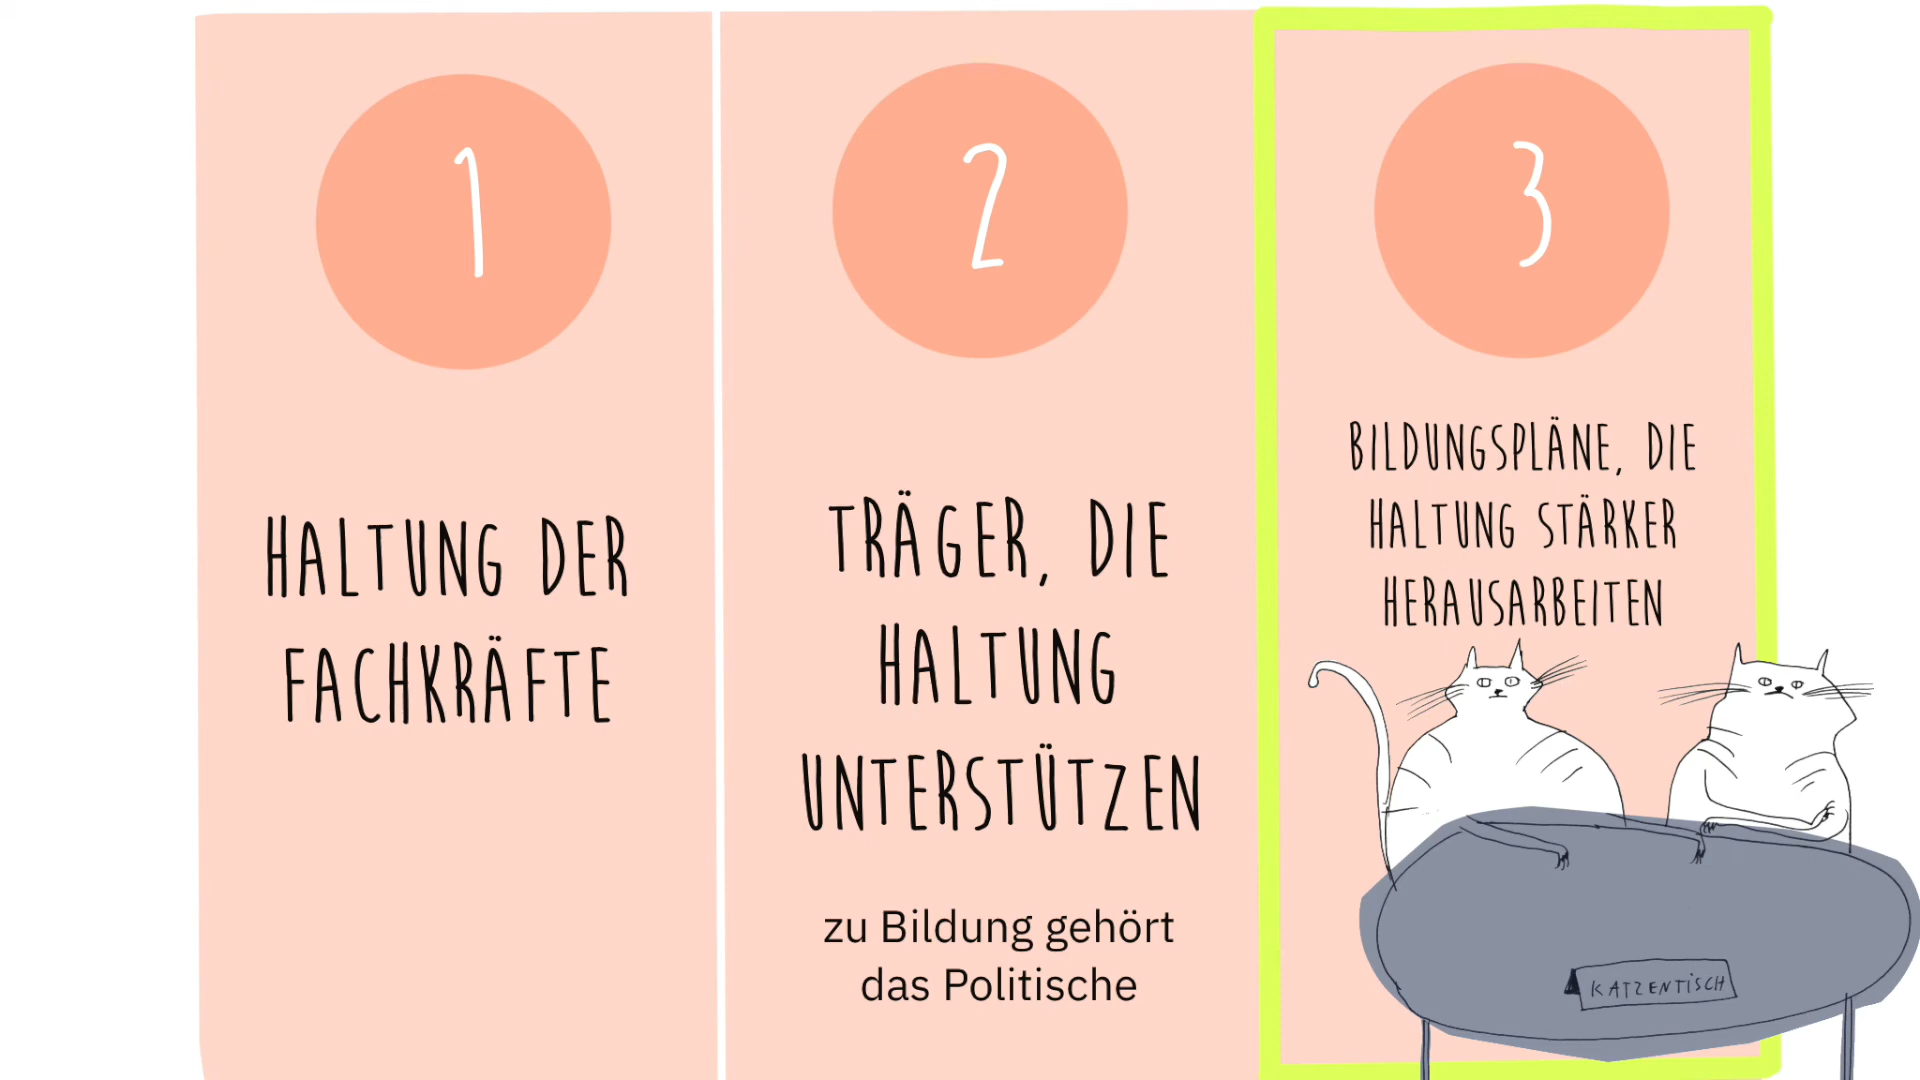 1
HALTUNG DER
FACHKRÄFTE
2
TRÄGER, DIE
HALTUNG
UNTERSTÜTZEN
zu Bildung gehört
das Politische
3
BILDUNGSPLÄNE, DIE
HALTUNG STÄRKER
HERAUSARBEITEN
KATZENTiSCH